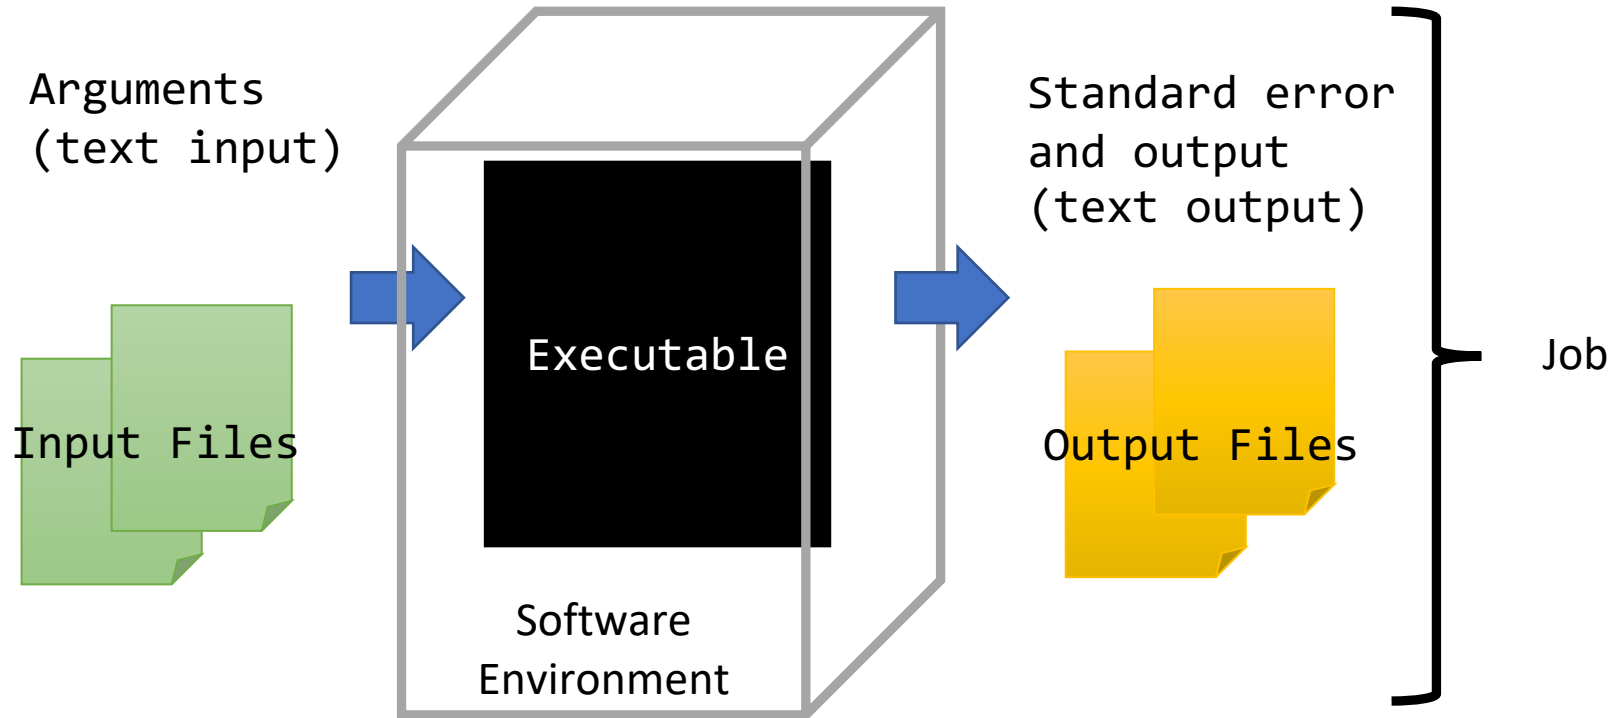 Arguments
(text input)
Input Files
Executable
Software
Environment
Standard error
and output
(text output)
Output Files
Job